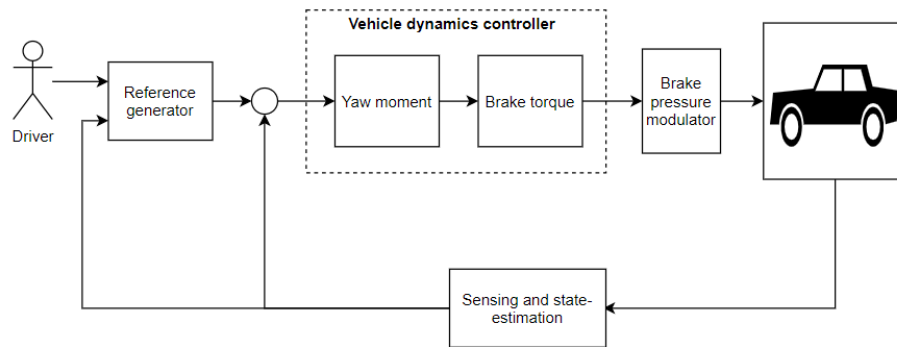 Vehicle dynamics controller
Driver
Reference
generator
Yaw moment
Brake torque
Brake
pressure
modulator
Sensing and state-
estimation